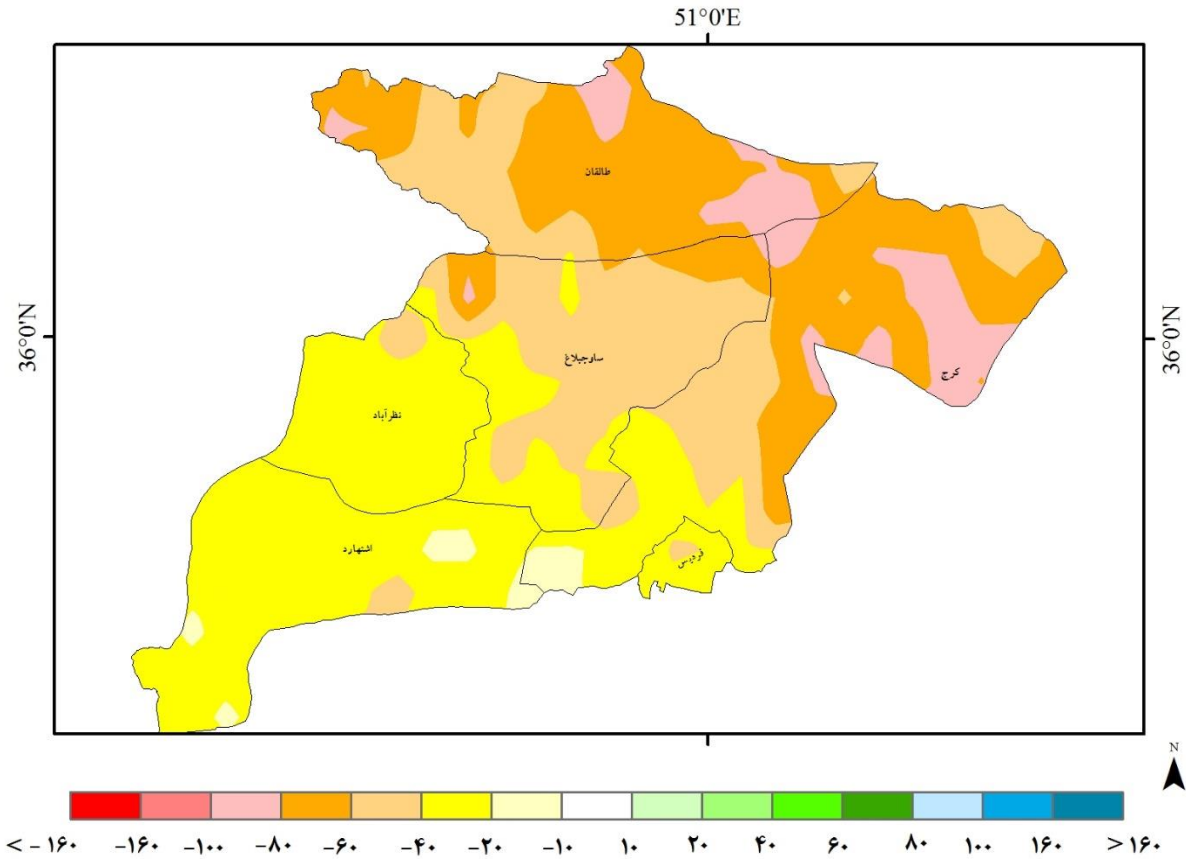 51°0'E
36°0'N
36°0'N
طالقان
ساوجبلاغ
کرج
نظرآباد
اشتهارد
فردیس
N
< -۱۶۰ -۱۶۰ -۱۰۰ -۸۰ -۶۰ -۴۰ -۲۰ -۱۰ ۱۰ ۲۰ ۴۰ ۶۰ ۸۰ ۱۰۰ ۱۶۰ > ۱۶۰